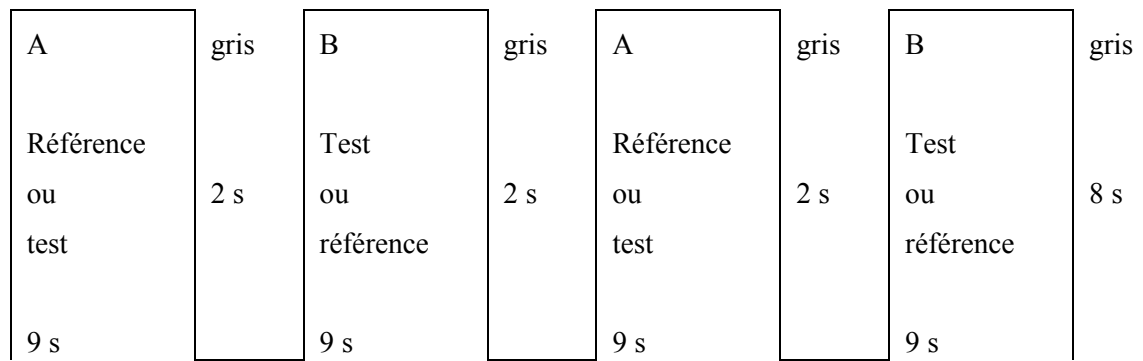 A gris B gris A gris B gris
Référence Test Référence Test
ou 2 s ou 2 s ou 2 s ou 8 s
test référence test référence
9 s 9 s 9 s 9 s